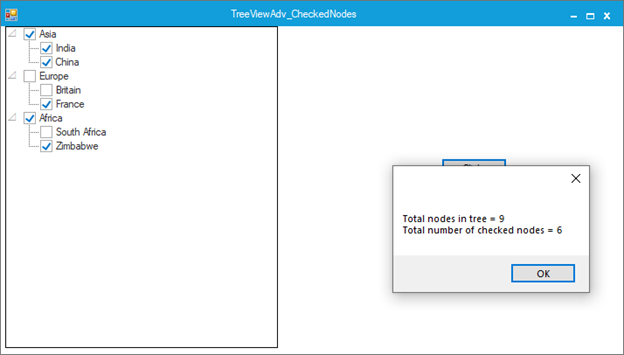 TreeViewAdv_CheckedNodes
Asia
India
China
Europe
Britain
France
Africa
South Africa
Zimbabwe
Total nodes in tree = 9
Total number of checked nodes = 6
OK